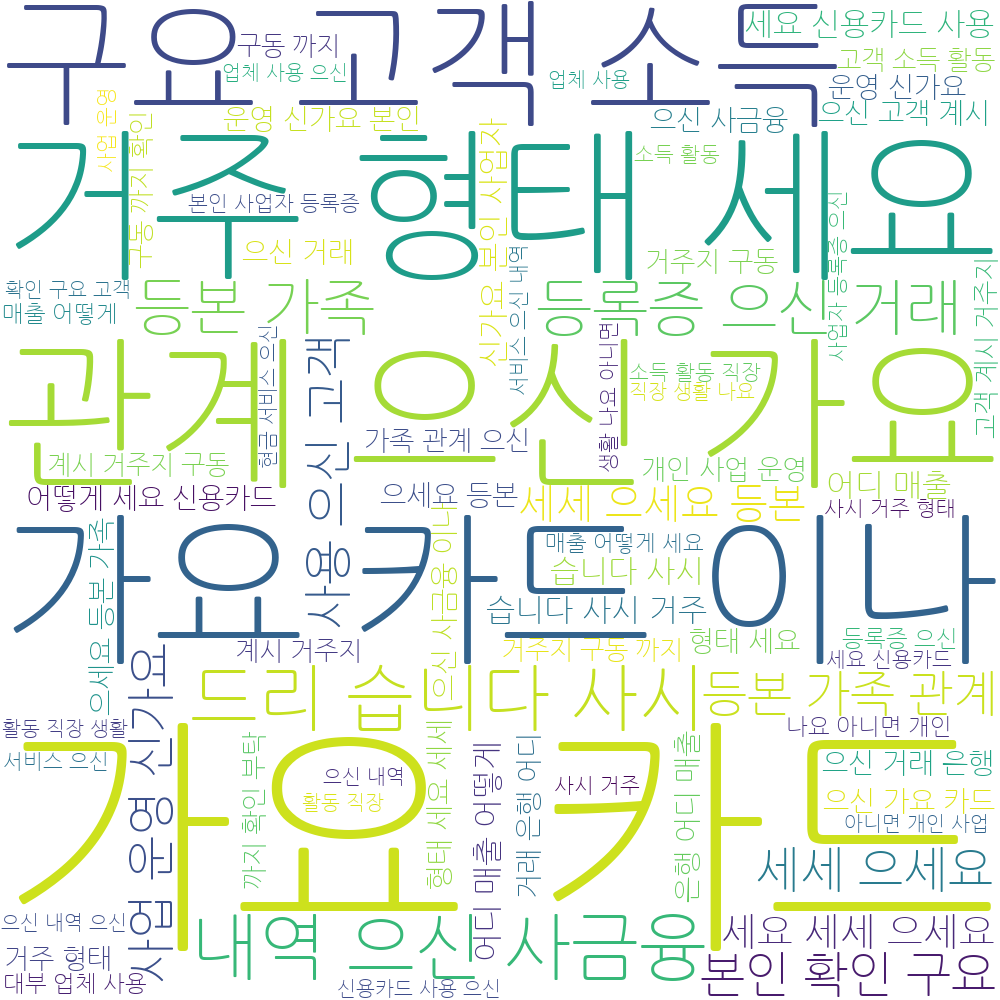 구요 고객 소득
세요 신용카드 사용
구동 까지
업체 사용 으신
업체 사용
고객 소득 활동
운영 신가요
사업 운영
운영 신가요 본인
으신 사금융
으신 고객 계시
구동 까지 확인
신가요 본인 사업자
소득 활동
거주 형태 세요
본인 사업자 등록증
으신 거래
서비스 으신 내역
거주지 구동
사업자 등록증 으신
고객 계시 거주지
확인 구요 고객
매출 어떻게
등본 가족
등록증 으신 거래
관계 으신 가요
현금 서비스 으신
사용 으신 고객
생활 나요 아니면
소득 활동 직장
직장 생활 나요
가족 관계 으신
계시 거주지 구동
개인 사업 운영
어디 매출
어떻게 세요 신용카드
으세요 등본
세세 으세요 등본
사시 거주 형태
가요 카드 이나
으세요 등본 가족
으신 사금융 이나
매출 어떻게 세요
습니다 사시
습니다 사시 거주
계시 거주지
거주지 구동 까지
형태 세요
등록증 으신
세요 신용카드
사업 운영 신가요
드리 습니다 사시
등본 가족 관계
활동 직장 생활
나요 아니면 개인
가요 카드
서비스 으신
까지 확인 부탁
으신 내역
활동 직장
형태 세요 세세
어디 매출 어떻게
거래 은행 어디
사시 거주
은행 어디 매출
으신 거래 은행
으신 가요 카드
아니면 개인 사업
세세 으세요
으신 내역 으신
내역 으신 사금융
세요 세세 으세요
거주 형태
대부 업체 사용
신용카드 사용 으신
본인 확인 구요